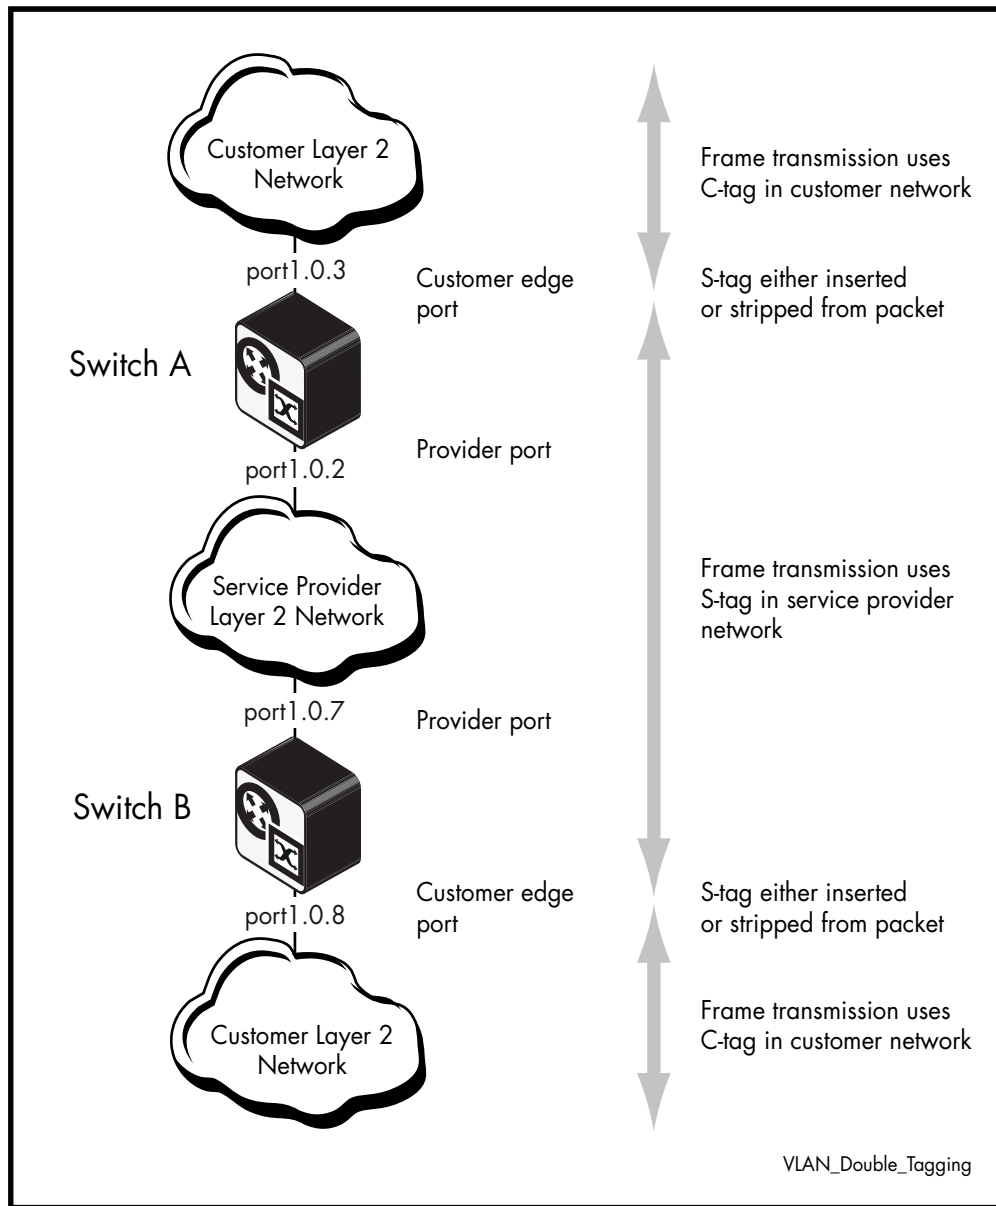 Customer Layer 2
Network
Frame transmission uses
C-tag in customer network
port1.0.3
Customer edge
port
S-tag either inserted
or stripped from packet
Switch A
Provider port
port1.0.2
Service Provider
Layer 2 Network
Frame transmission uses
S-tag in service provider
network
port1.0.7
Provider port
Switch B
Customer edge
port
S-tag either inserted
or stripped from packet
port1.0.8
Customer Layer 2
Network
Frame transmission uses
C-tag in customer network
VLAN_Double_Tagging